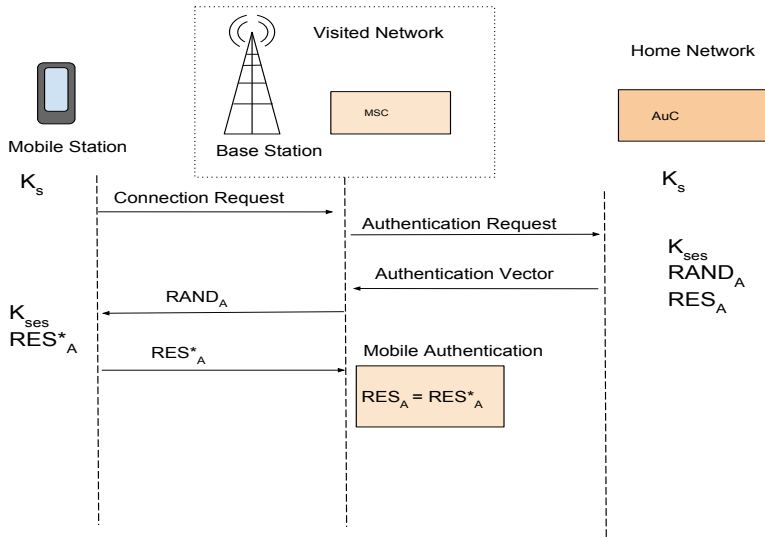 Visited Network
Home Network
MSC
AuC
Mobile Station
Base Station
Ks
Ks
Connection Request
Authentication Request
Kses
RANDA
RESA
Authentication Vector
RANDA
Kses
RES*A
RES*A
Mobile Authentication
RESA = RES*A